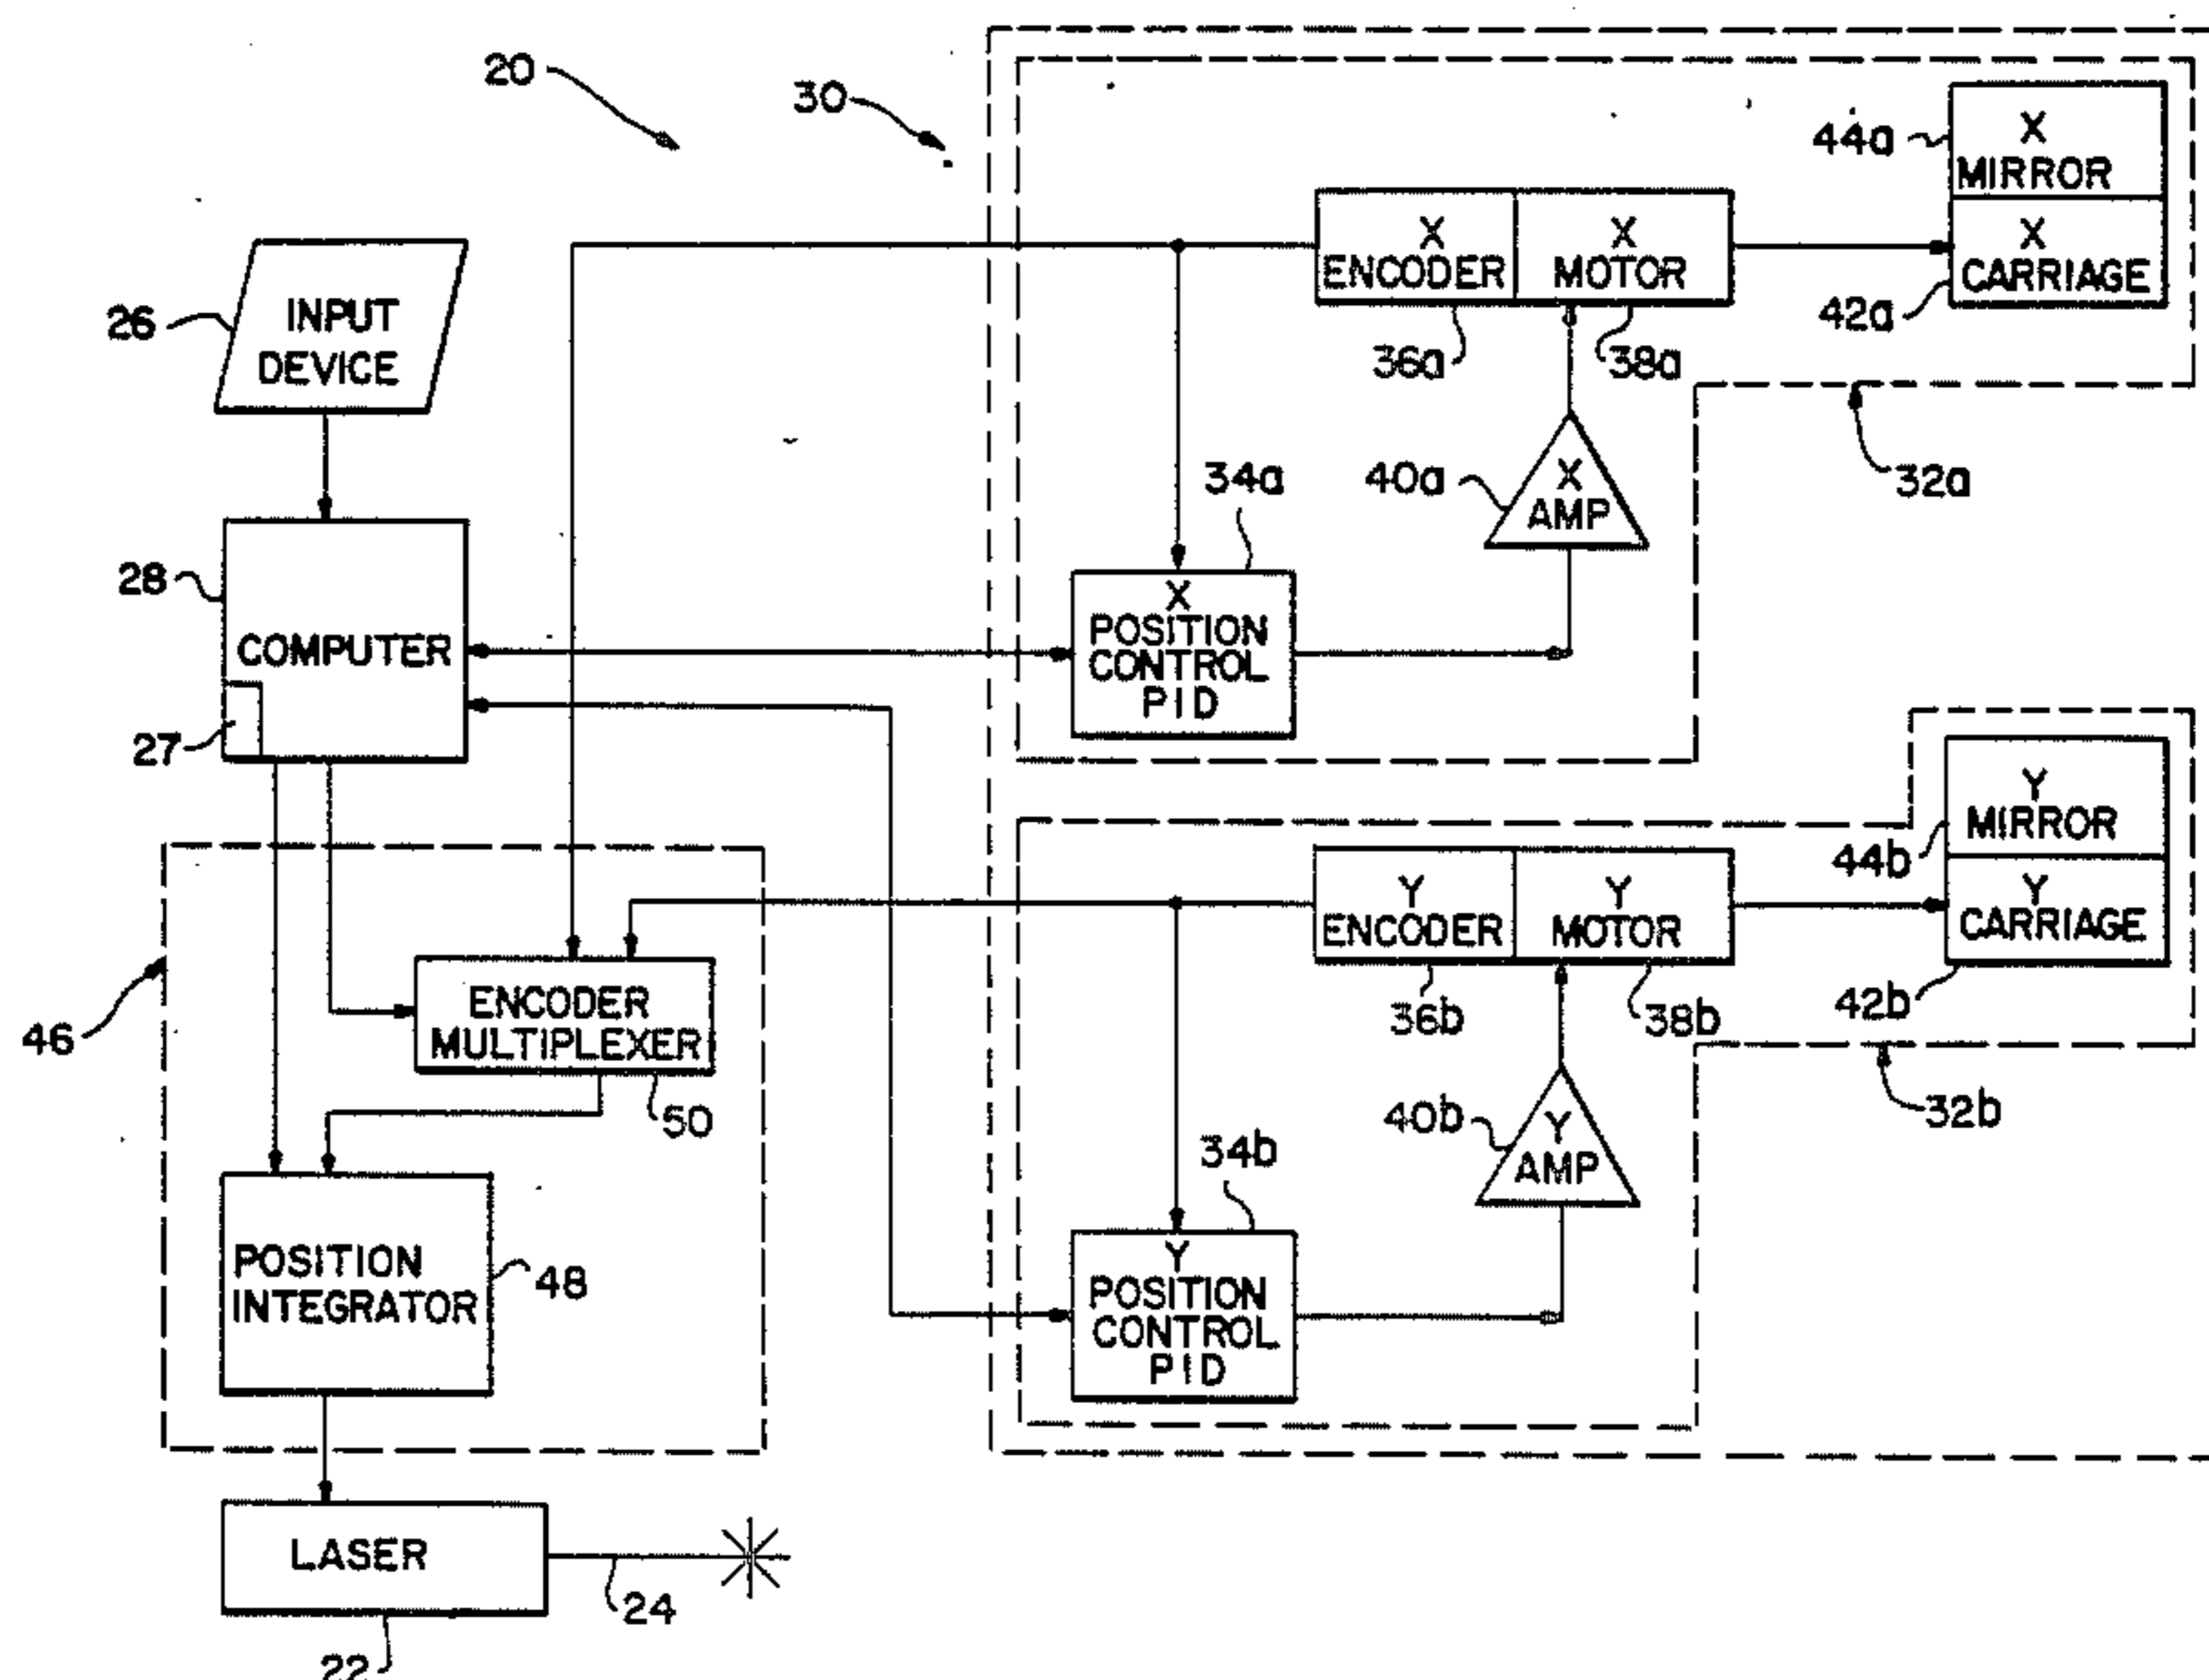 20
30
44a
X
MIRROR
X
ENCODER
X
MOTOR
X
CARRIAGE
42a
36a
38a
26
INPUT
DEVICE
34a
40a
X
AMP
32a
28
COMPUTER
27
X
POSITION
CONTROL
PID
Y
MIRROR
44b
Y
ENCODER
Y
MOTOR
Y
CARRIAGE
42b
36b
38b
46
ENCODER
MULTIPLEXER
50
34b
40b
Y
AMP
32b
POSITION
INTEGRATOR
48
Y
POSITION
CONTROL
PID
LASER
24
22